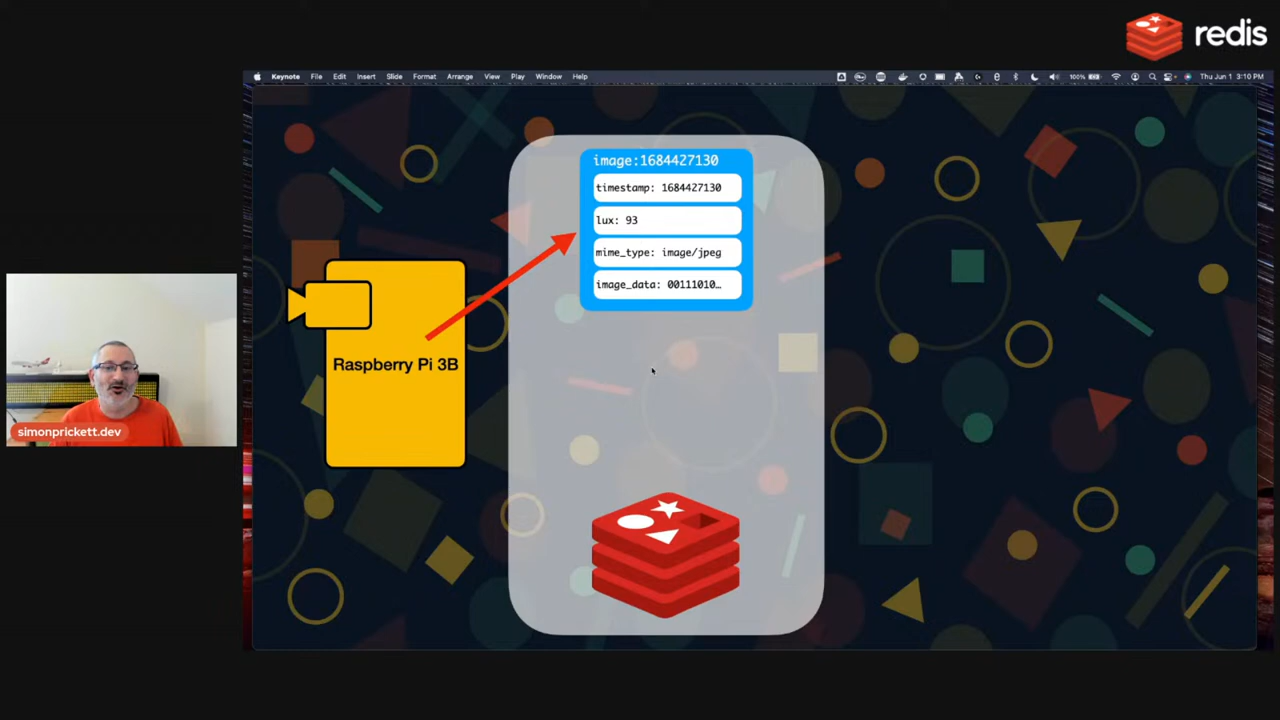 redis
Keynote File Edit Insert Slide Format Arrange View Play Window Help
100% Thu Jun 1 3:10 PM
image:1684427130
timestamp: 1684427130
lux: 93
mime_type: image/jpeg
image_data: 00111010…
Raspberry Pi 3B
simonprickett.dev